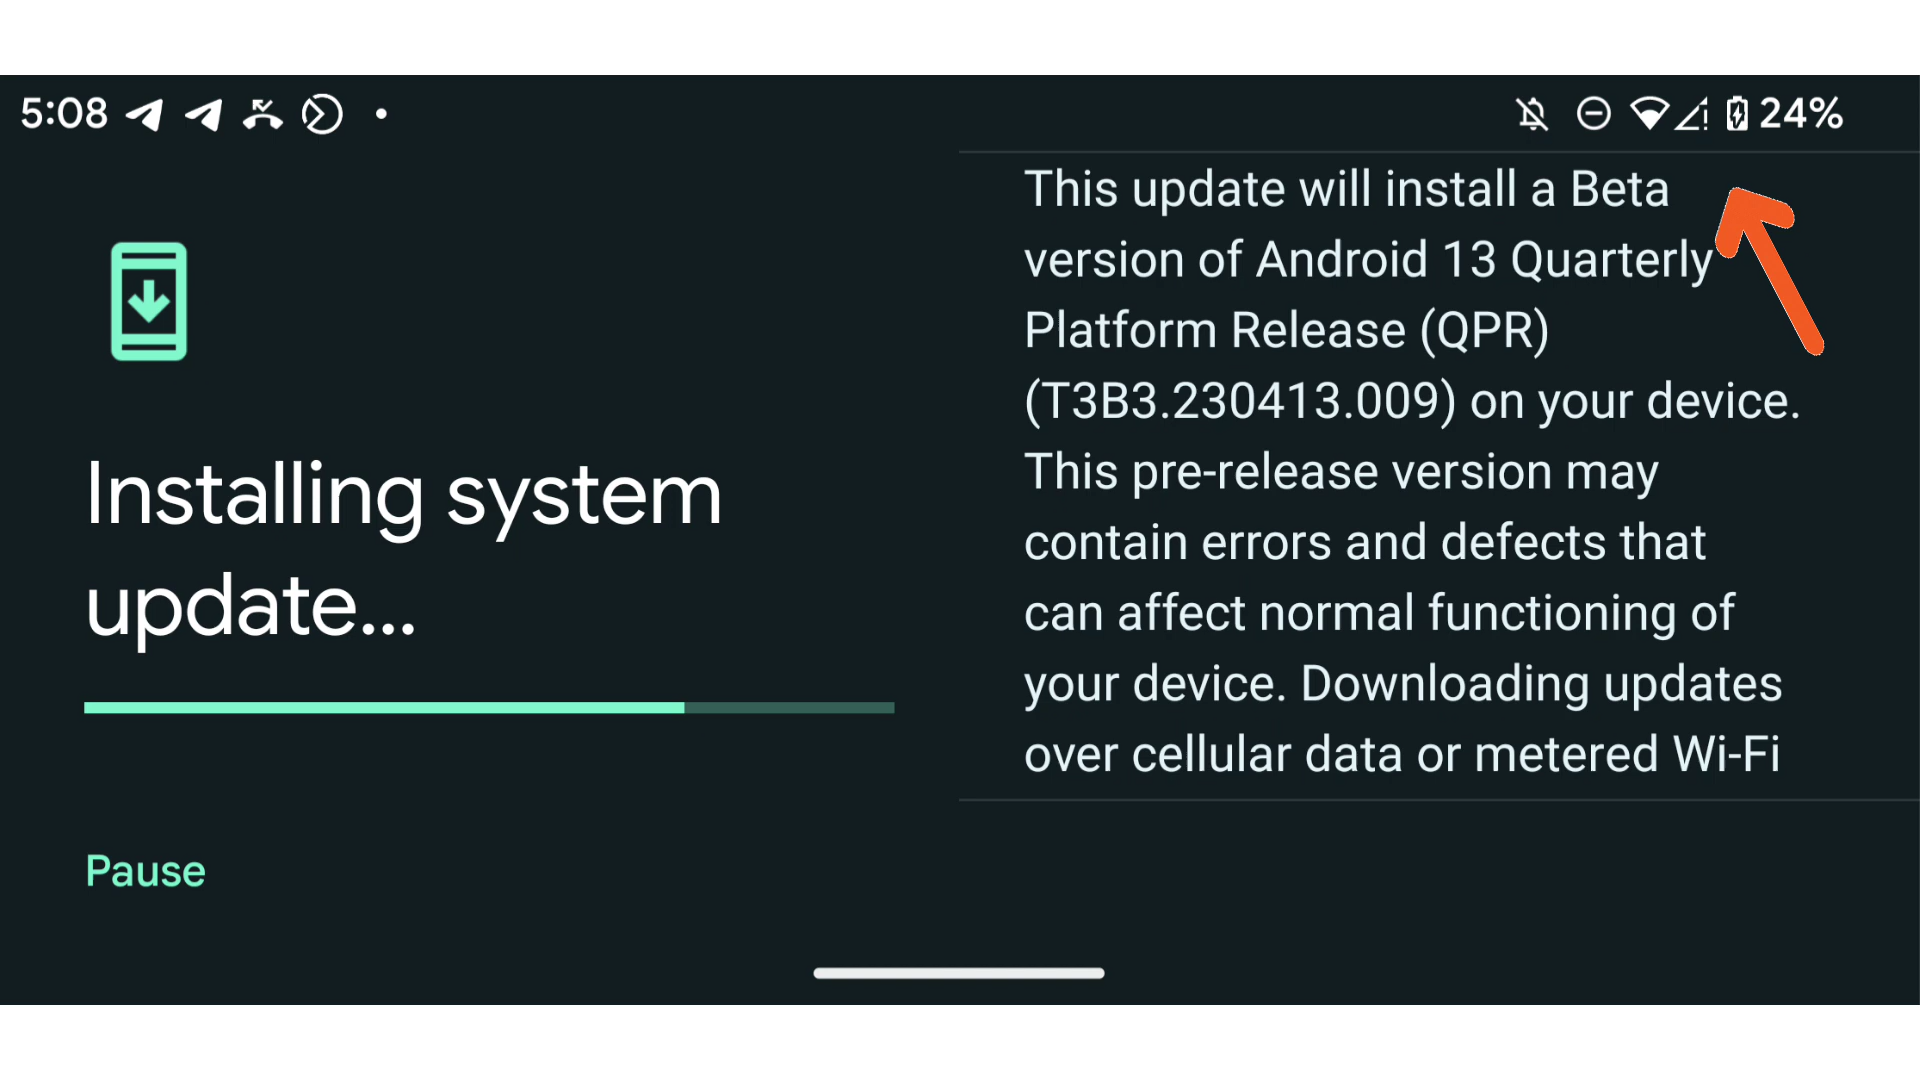 5:08
24%
Installing system
update...
Pause
This update will install a Beta
version of Android 13 Quarterly
Platform Release (QPR)
(T3B3.230413.009) on your device.
This pre-release version may
contain errors and defects that
can affect normal functioning of
your device. Downloading updates
over cellular data or metered Wi-Fi